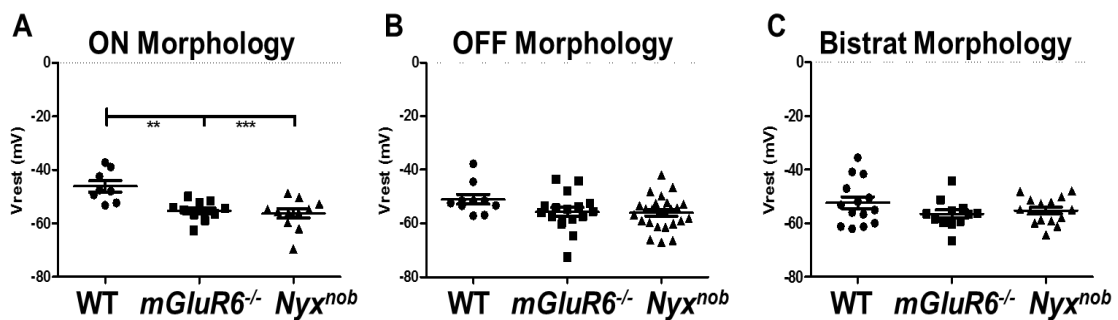 A
ON Morphology
0
-20
-40
-60
-80
Vrest (mV)
**
***
WT
mGluR6-/-
Nyxnob
B
OFF Morphology
0
-20
-40
-60
-80
Vrest (mV)
WT
mGluR6-/-
Nyxnob
C
Bistrat Morphology
0
-20
-40
-60
-80
Vrest (mV)
WT
mGluR6-/-
Nyxnob